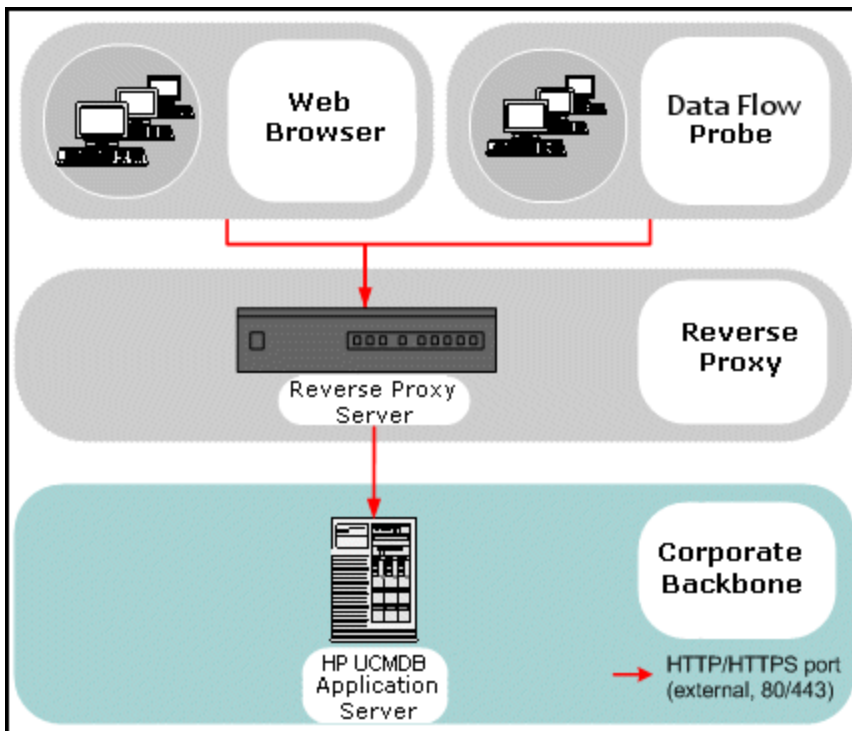 Web
Browser
Data Flow
Probe
Reverse
Proxy
Reverse Proxy
Server
Corporate
Backbone
HP UCMDB
Application
Server
HTTP/HTTPS port
(external, 80/443)